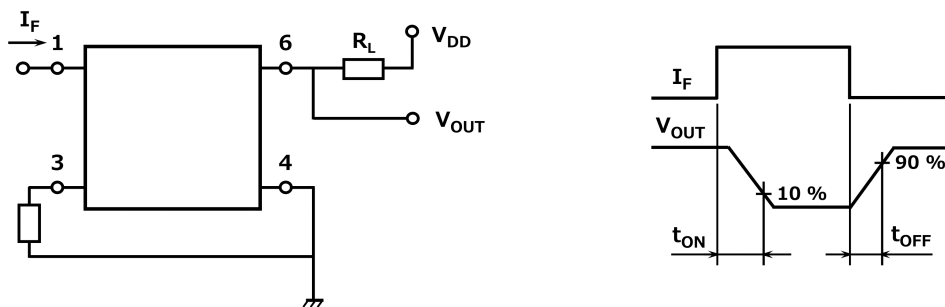 I_F
1
6
R_L
V_DD
V_OUT
3
4
I_F
V_OUT
10 %
90 %
t_ON
t_OFF